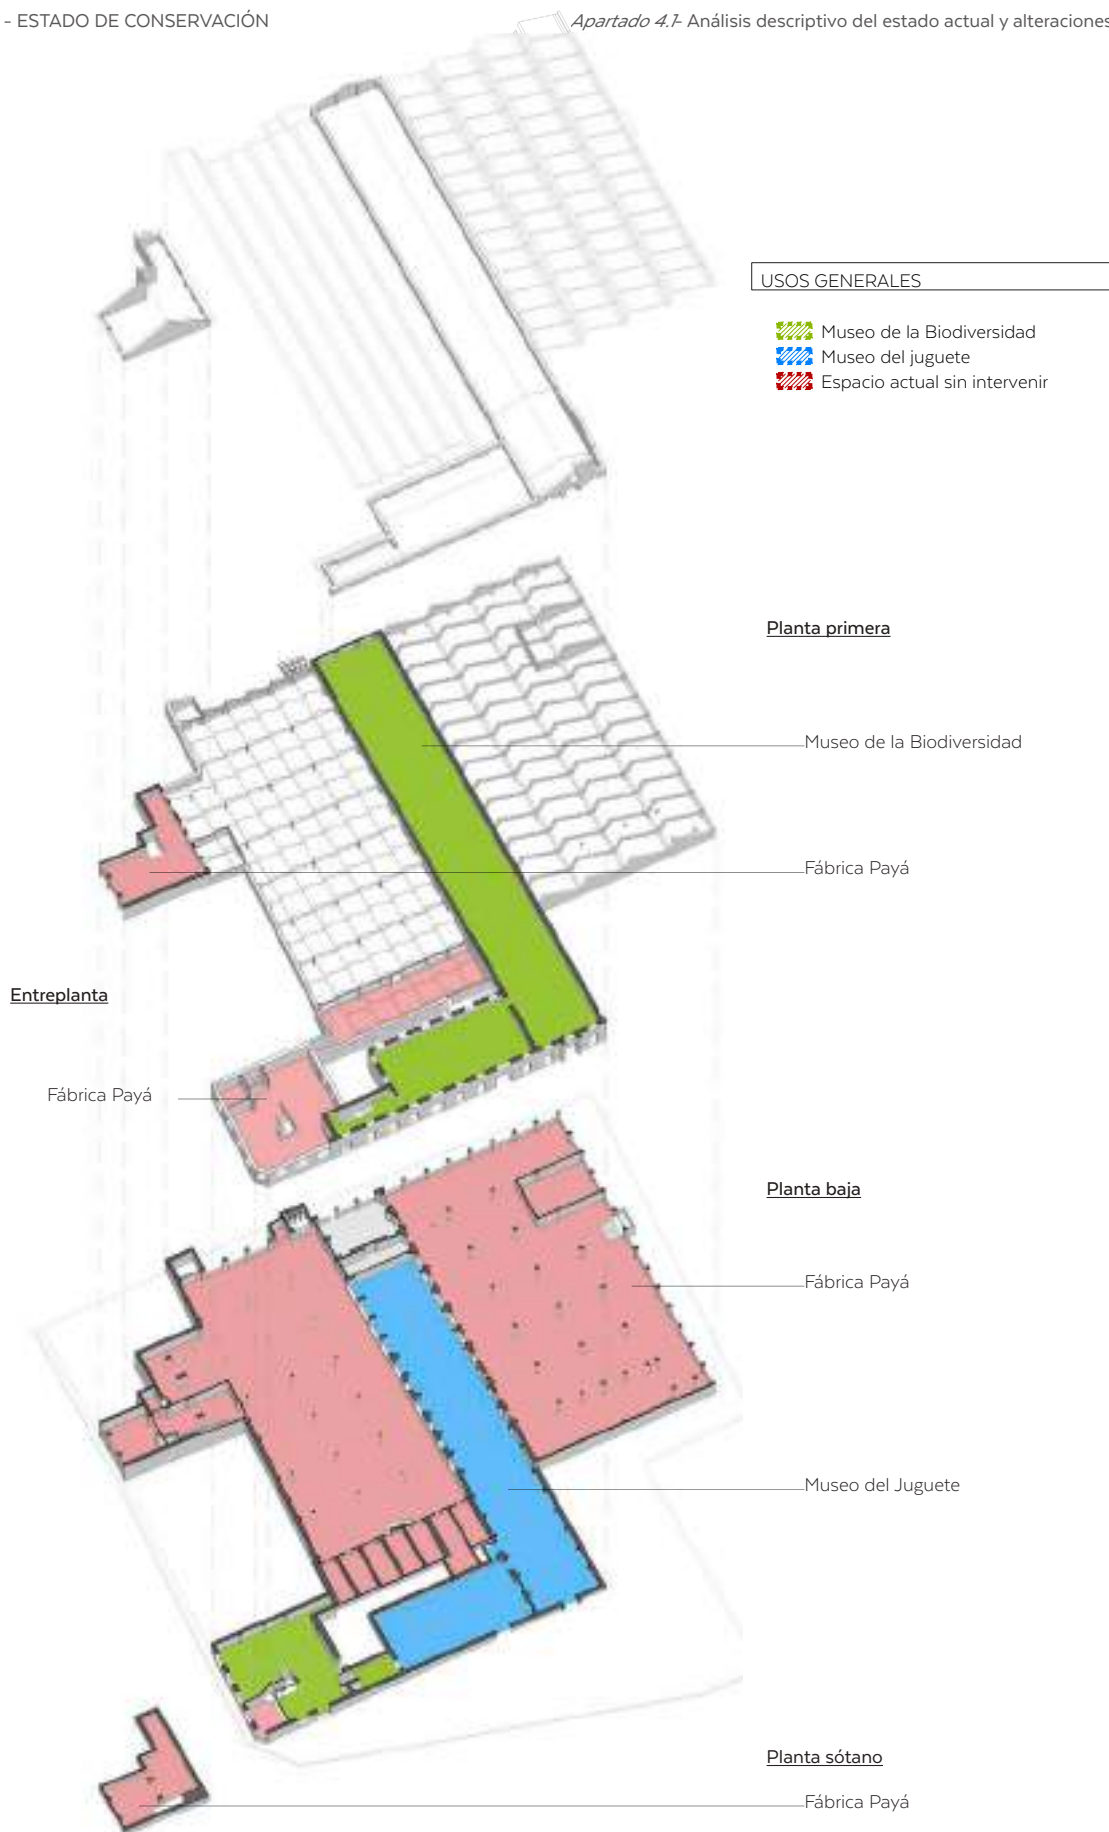 - ESTADO DE CONSERVACIÓN
Apartado 4.1- Análisis descriptivo del estado actual y alteraciones
USOS GENERALES
Museo de la Biodiversidad
Museo del juguete
Espacio actual sin intervenir
Planta primera
Museo de la Biodiversidad
Fábrica Payá
Entreplanta
Fábrica Payá
Planta baja
Fábrica Payá
Museo del Juguete
Planta sótano
Fábrica Payá